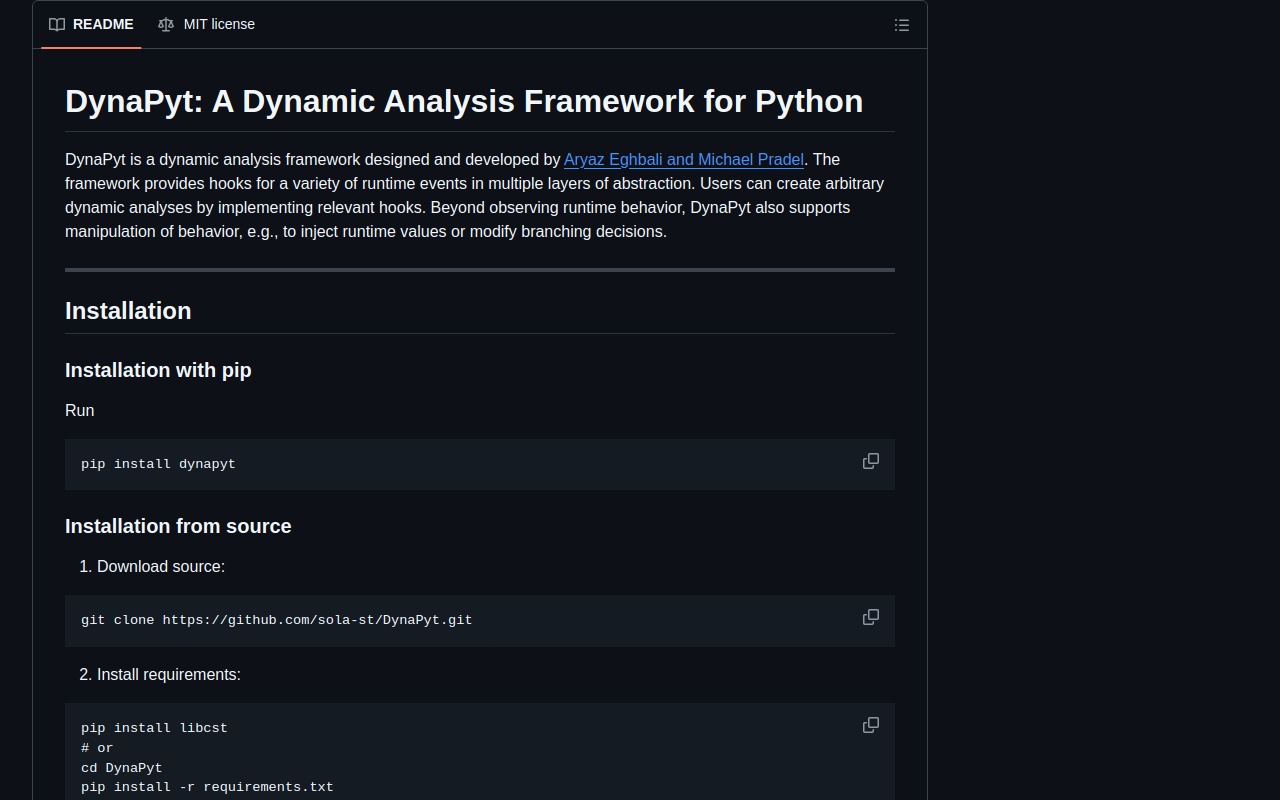 README
MIT license
DynaPyt: A Dynamic Analysis Framework for Python
DynaPyt is a dynamic analysis framework designed and developed by Aryaz Eghbali and Michael Pradel. The
framework provides hooks for a variety of runtime events in multiple layers of abstraction. Users can create arbitrary
dynamic analyses by implementing relevant hooks. Beyond observing runtime behavior, DynaPyt also supports
manipulation of behavior, e.g., to inject runtime values or modify branching decisions.
Installation
Installation with pip
Run
pip install dynapyt
Installation from source
1. Download source:
git clone https://github.com/sola-st/DynaPyt.git
2. Install requirements:
pip install libcst
# or
cd DynaPyt
pip install -r requirements.txt